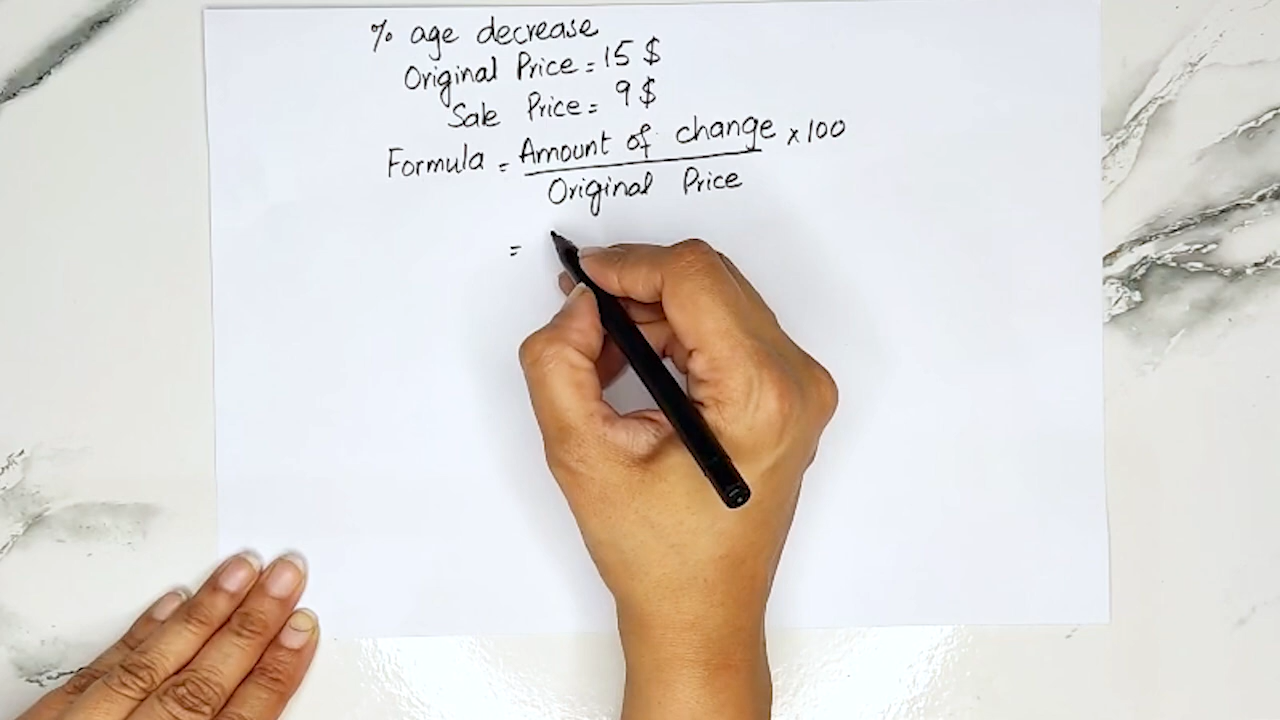 % age decrease
Original Price = 15 $
Sale Price = 9 $
Formula = Amount of change × 100
Original Price
=